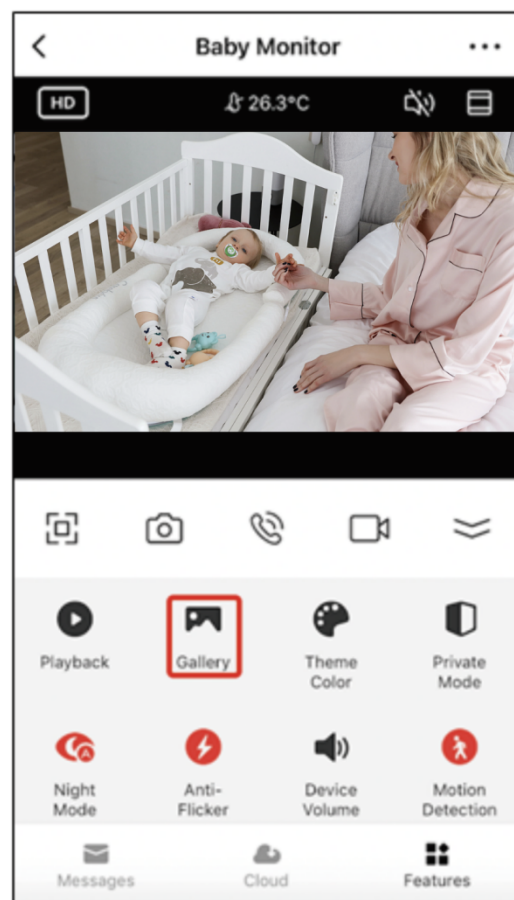 Baby Monitor
HD
26.3°C
Playback
Gallery
Theme
Color
Private
Mode
Night
Mode
Anti-
Flicker
Device
Volume
Motion
Detection
Messages
Cloud
Features